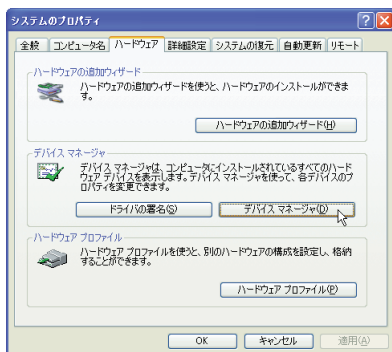 システムのプロパティ
全般 コンピュータ名 ハードウェア 詳細設定 システムの復元 自動更新 リモート
ハードウェアの追加ウィザード
ハードウェアの追加ウィザードを使うと、ハードウェアのインストールができま
す。
ハードウェアの追加ウィザード(H)
デバイス マネージャ
デバイス マネージャは、コンピュータにインストールされているすべてのハード
ウェア デバイスを表示します。デバイス マネージャを使って、各デバイスのプ
ロパティを変更できます。
ドライバの署名(S) デバイス マネージャ(D)
ハードウェア プロファイル
ハードウェア プロファイルを使うと、別のハードウェアの構成を設定し、格納
することができます。
ハードウェア プロファイル(P)
OK キャンセル 適用(A)